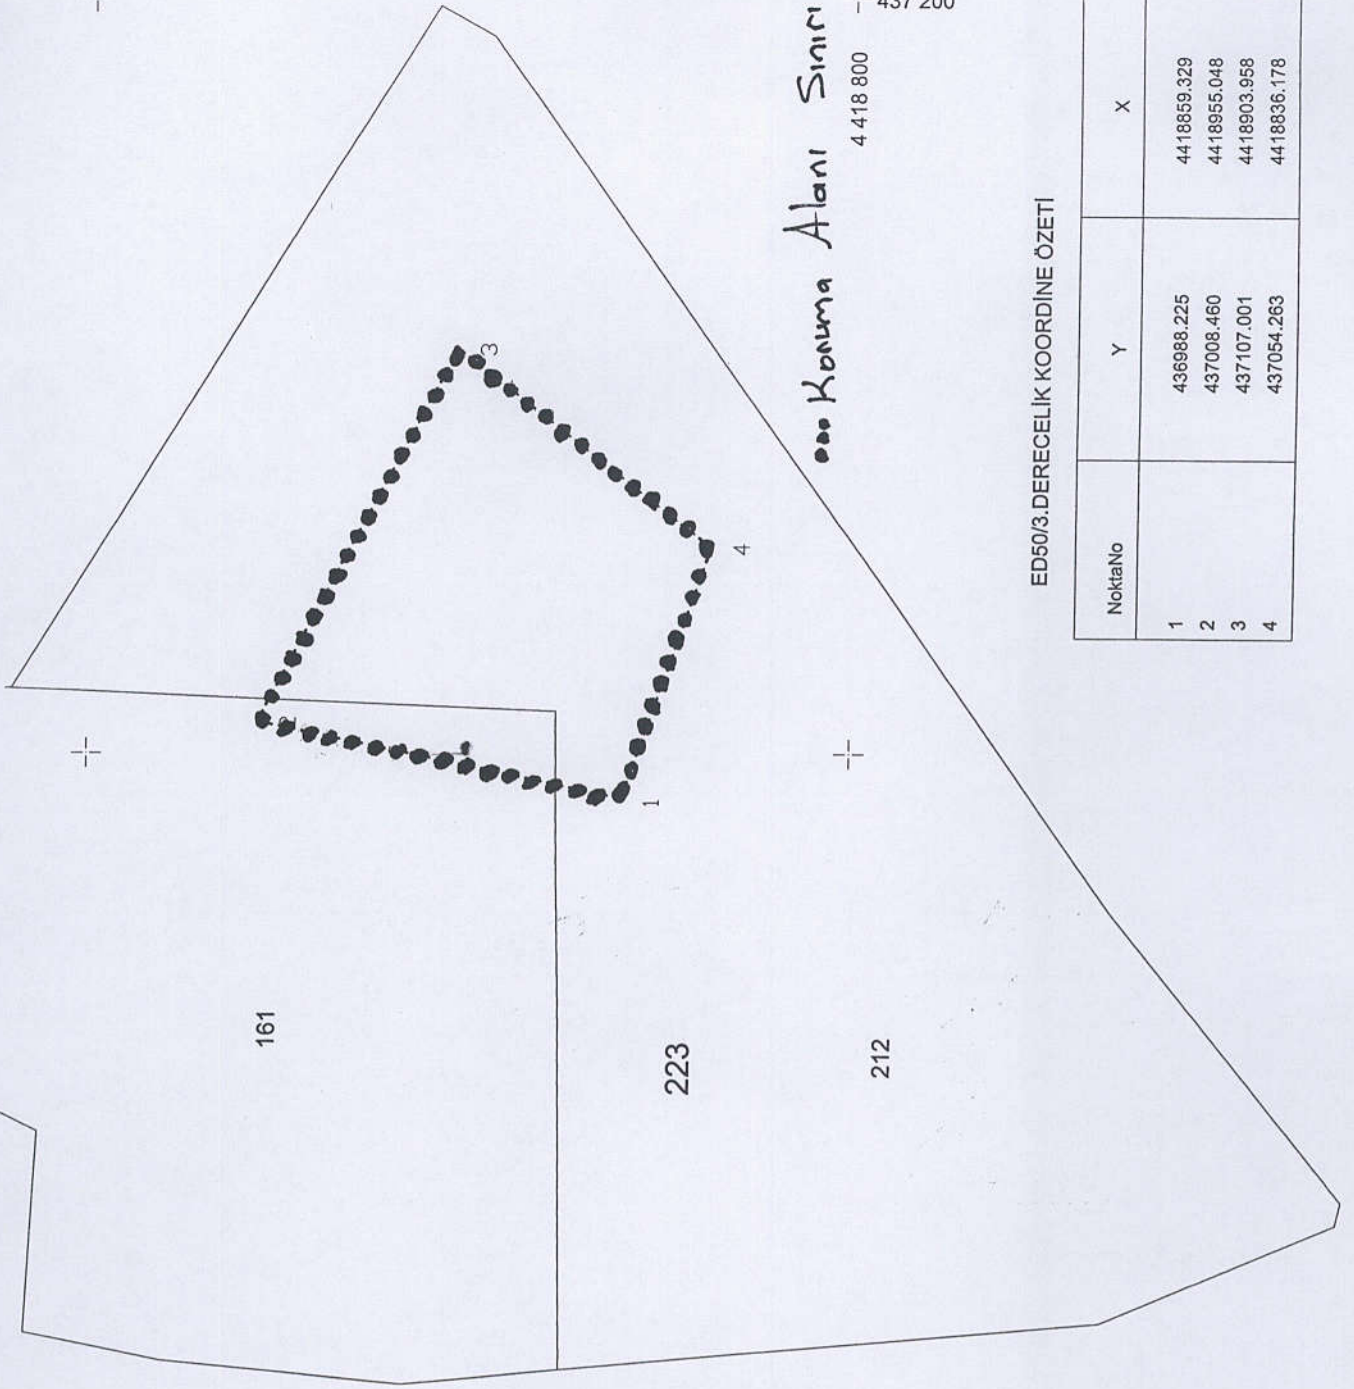 437 200
4 418 800
161
2
3
4
1
223
212
... Koruma Alanı Sınırı
ED50/3.DERECELİK KOORDİNE ÖZETİ
NoktaNo Y X
1 436988.225 4418859.329
2 437008.460 4418955.048
3 437107.001 4418903.958
4 437054.263 4418836.178